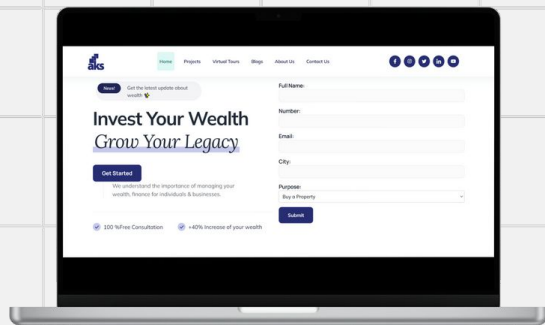 aks
Home Projects Virtual Tours Blogs About Us Contact Us
News! Get the latest update about
wealth
Invest Your Wealth
Grow Your Legacy
Get Started
We understand the importance of managing your
wealth, finance for individuals & businesses.
100 %Free Consultation +40% Increase of your wealth
Full Name:
Number:
Email:
City:
Purpose:
Buy a Property
Submit